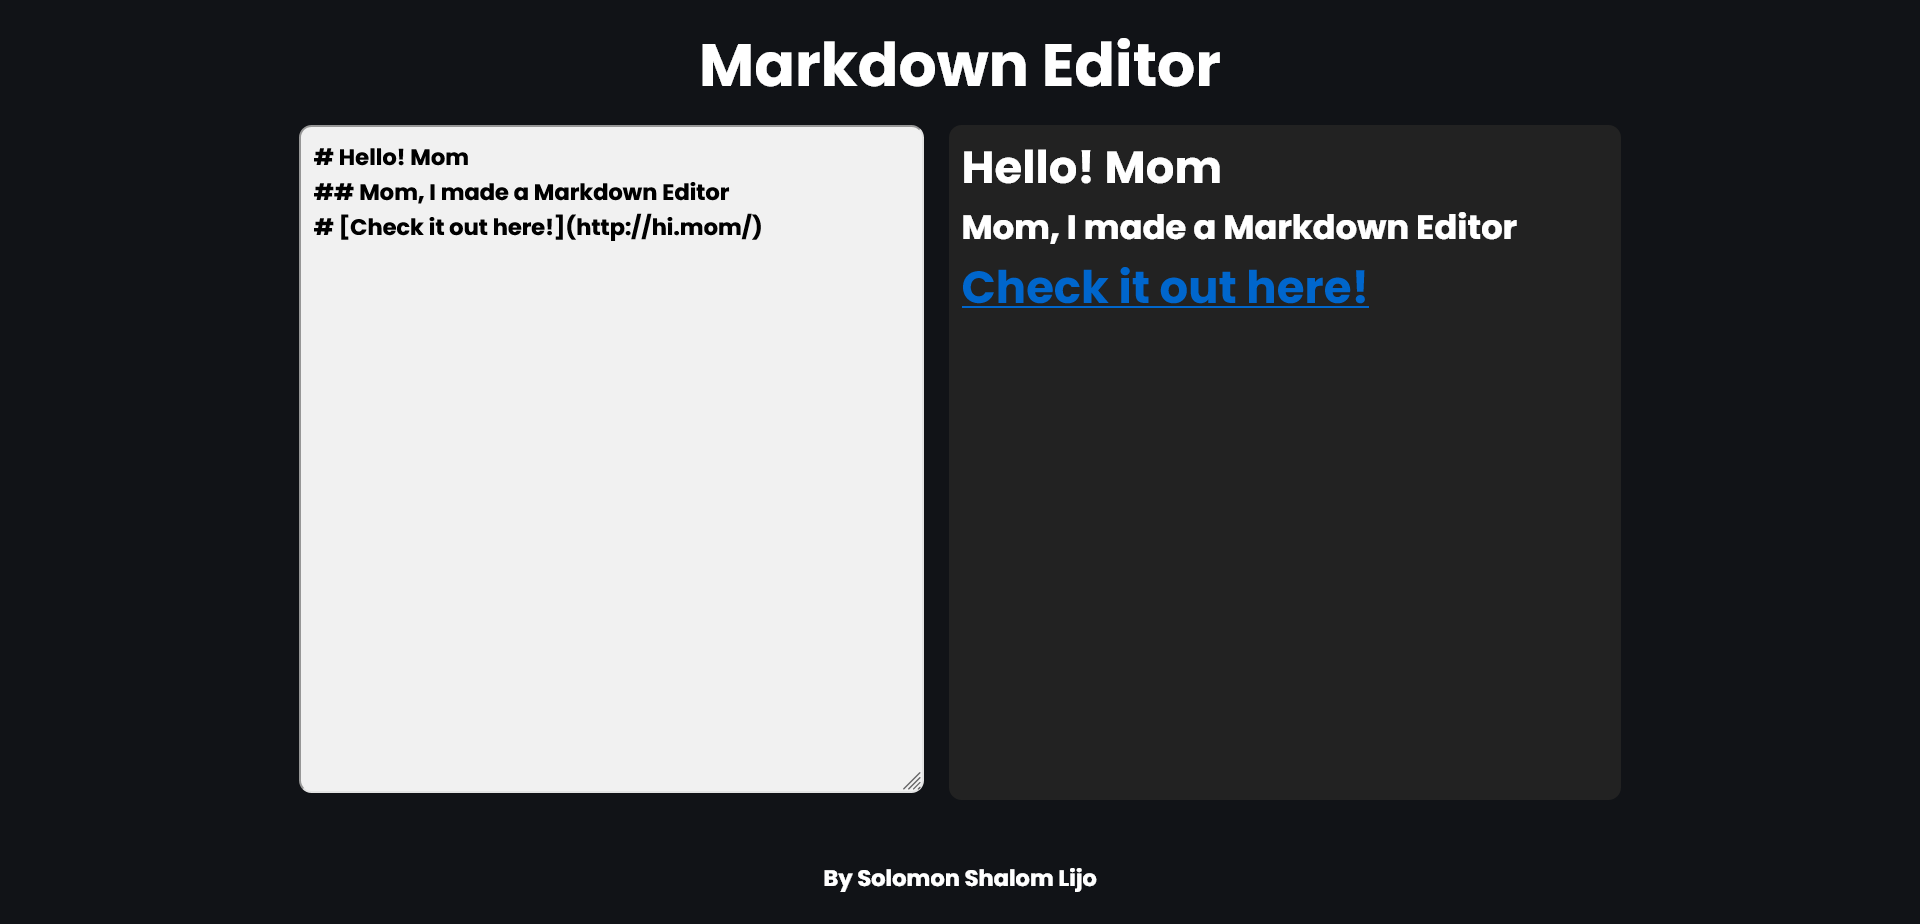 Markdown Editor
# Hello! Mom
## Mom, I made a Markdown Editor
# [Check it out here!](http://hi.mom/)
Hello! Mom
Mom, I made a Markdown Editor
Check it out here!
By Solomon Shalom Lijo